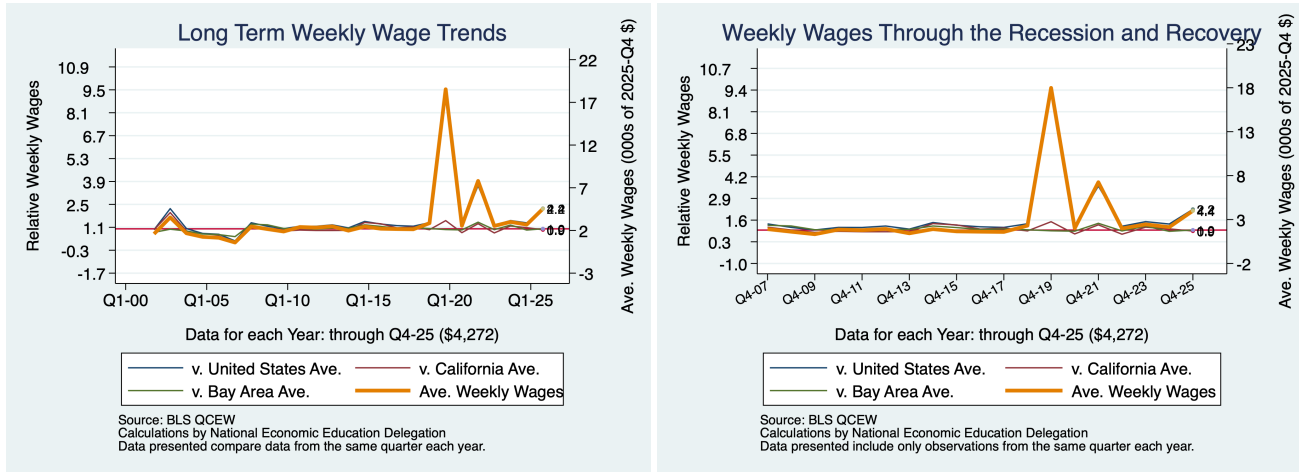 Long Term Weekly Wage Trends
Relative Weekly Wages
10.9
9.5
8.1
6.7
5.3
3.9
2.5
1.1
-0.3
-1.7
22
17
12
7
2
-3
Ave. Weekly Wages (000s of 2025-Q4 $)
Q1-00 Q1-05 Q1-10 Q1-15 Q1-20 Q1-25
Data for each Year: through Q4-25 ($4,272)
v. United States Ave. v. California Ave.
v. Bay Area Ave. Ave. Weekly Wages
Source: BLS QCEW
Calculations by National Economic Education Delegation
Data presented compare data from the same quarter each year.
Weekly Wages Through the Recession and Recovery
Relative Weekly Wages
10.7
9.4
8.1
6.8
5.5
4.2
2.9
1.6
0.3
-1.0
23
18
13
8
3
-2
Ave. Weekly Wages (000s of 2025-Q4 $)
Q4-07 Q4-09 Q4-11 Q4-13 Q4-15 Q4-17 Q4-19 Q4-21 Q4-23 Q4-25
Data for each Year: through Q4-25 ($4,272)
v. United States Ave. v. California Ave.
v. Bay Area Ave. Ave. Weekly Wages
Source: BLS QCEW
Calculations by National Economic Education Delegation
Data presented include only observations from the same quarter each year.